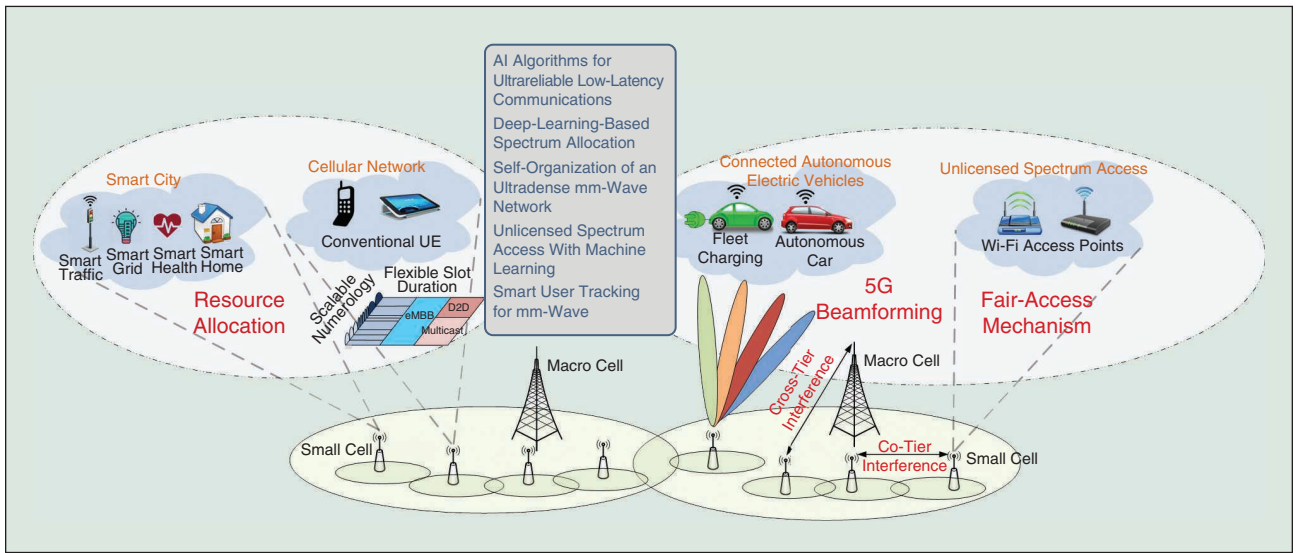 AI Algorithms for
Ultrareliable Low-Latency
Communications
Deep-Learning-Based
Spectrum Allocation
Self-Organization of an
Ultradense mm-Wave
Network
Unlicensed Spectrum
Access With Machine
Learning
Smart User Tracking
for mm-Wave
Smart City
Smart
Traffic
Smart
Grid
Smart
Health
Smart
Home
Resource
Allocation
Cellular Network
Conventional UE
Scalable
Numerology
Flexible Slot
Duration
eMBB
D2D
Multicast
Connected Autonomous
Electric Vehicles
Fleet
Charging
Autonomous
Car
5G
Beamforming
Unlicensed Spectrum Access
Wi-Fi Access Points
Fair-Access
Mechanism
Macro Cell
Small Cell
Cross-Tier
Interference
Macro Cell
Co-Tier
Interference
Small Cell